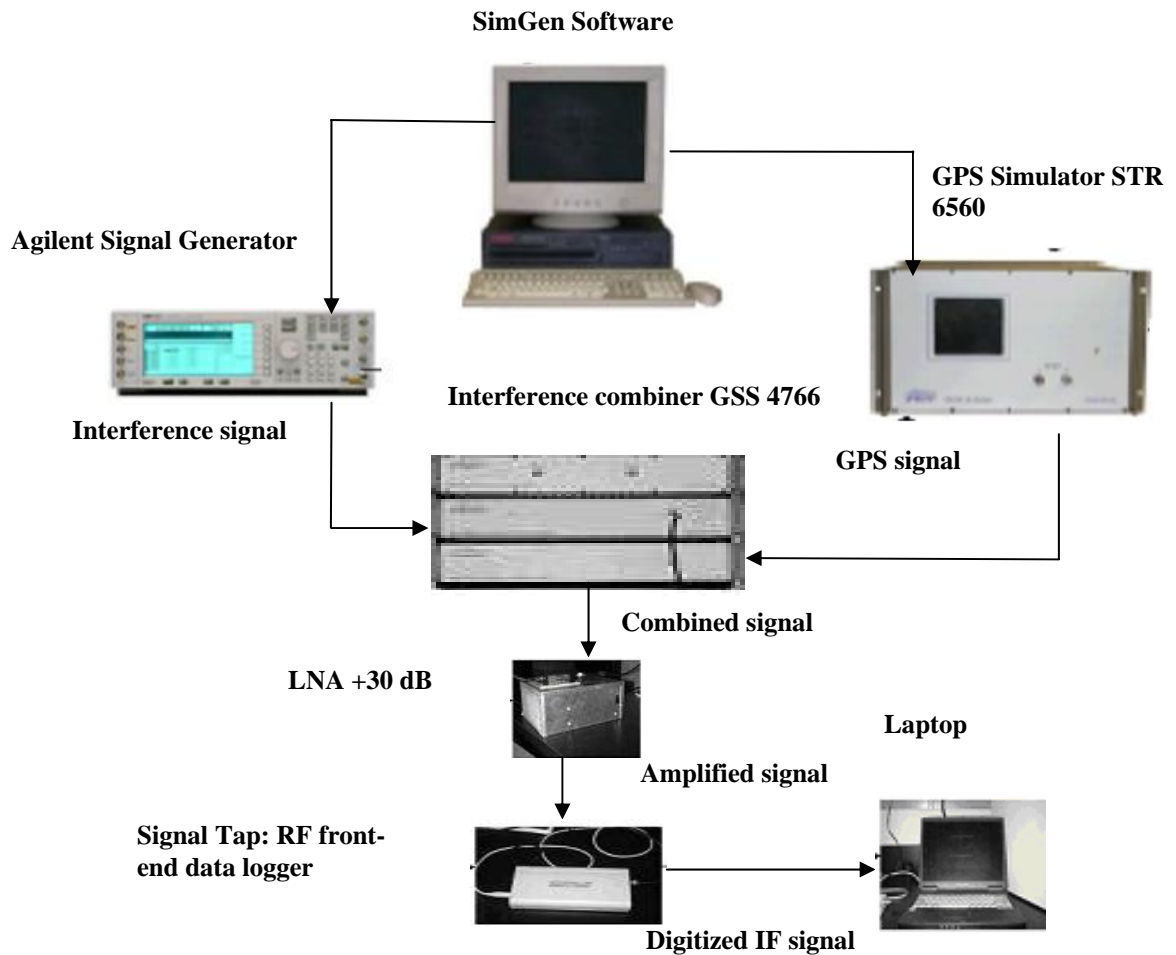 SimGen Software
GPS Simulator STR
6560
Agilent Signal Generator
Interference combiner GSS 4766
Interference signal
GPS signal
Combined signal
LNA +30 dB
Laptop
Amplified signal
Signal Tap: RF front-
end data logger
Digitized IF signal